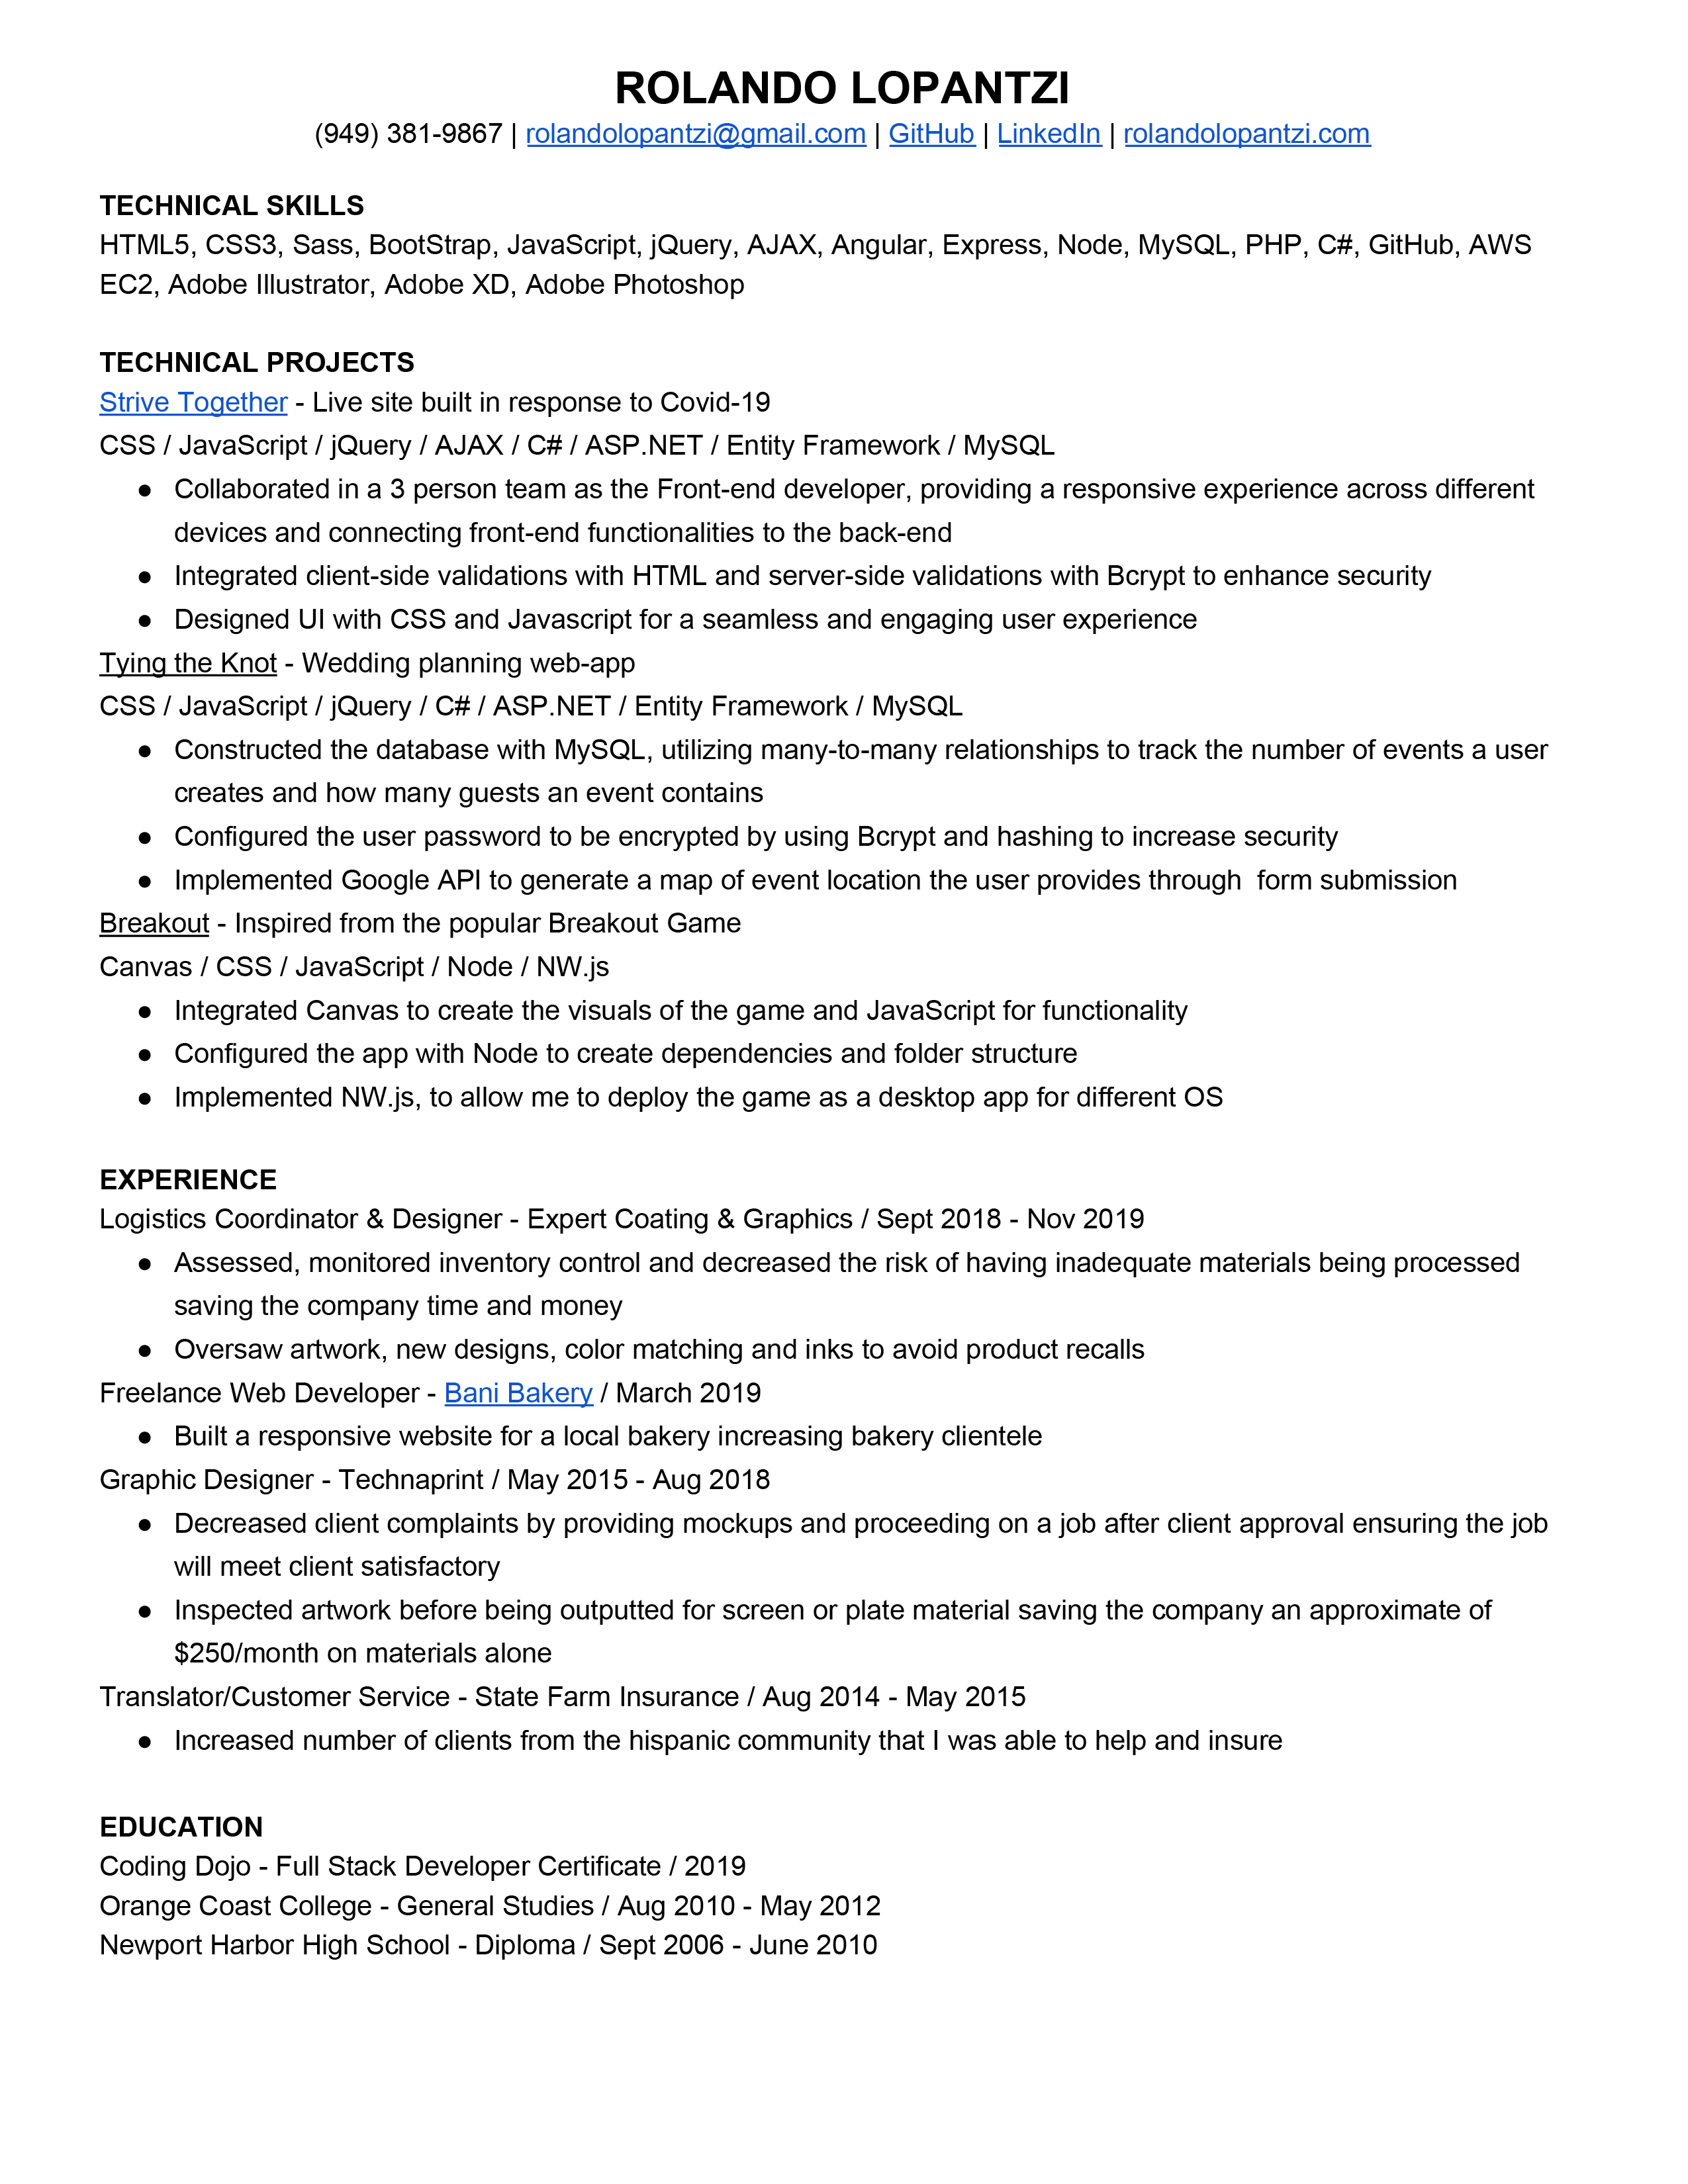 ROLANDO LOPANTZI
(949) 381-9867 | rolandolopantzi@gmail.com | GitHub | LinkedIn | rolandolopantzi.com
TECHNICAL SKILLS
HTML5, CSS3, Sass, BootStrap, JavaScript, jQuery, AJAX, Angular, Express, Node, MySQL, PHP, C#, GitHub, AWS
EC2, Adobe Illustrator, Adobe XD, Adobe Photoshop
TECHNICAL PROJECTS
Strive Together - Live site built in response to Covid-19
CSS / JavaScript / jQuery / AJAX / C# / ASP.NET / Entity Framework / MySQL
● Collaborated in a 3 person team as the Front-end developer, providing a responsive experience across different
devices and connecting front-end functionalities to the back-end
● Integrated client-side validations with HTML and server-side validations with Bcrypt to enhance security
● Designed UI with CSS and Javascript for a seamless and engaging user experience
Tying the Knot - Wedding planning web-app
CSS / JavaScript / jQuery / C# / ASP.NET / Entity Framework / MySQL
● Constructed the database with MySQL, utilizing many-to-many relationships to track the number of events a user
creates and how many guests an event contains
● Configured the user password to be encrypted by using Bcrypt and hashing to increase security
● Implemented Google API to generate a map of event location the user provides through  form submission
Breakout - Inspired from the popular Breakout Game
Canvas / CSS / JavaScript / Node / NW.js
● Integrated Canvas to create the visuals of the game and JavaScript for functionality
● Configured the app with Node to create dependencies and folder structure
● Implemented NW.js, to allow me to deploy the game as a desktop app for different OS
EXPERIENCE
Logistics Coordinator & Designer - Expert Coating & Graphics / Sept 2018 - Nov 2019
● Assessed, monitored inventory control and decreased the risk of having inadequate materials being processed
saving the company time and money
● Oversaw artwork, new designs, color matching and inks to avoid product recalls
Freelance Web Developer - Bani Bakery / March 2019
● Built a responsive website for a local bakery increasing bakery clientele
Graphic Designer - Technaprint / May 2015 - Aug 2018
● Decreased client complaints by providing mockups and proceeding on a job after client approval ensuring the job
will meet client satisfactory
● Inspected artwork before being outputted for screen or plate material saving the company an approximate of
$250/month on materials alone
Translator/Customer Service - State Farm Insurance / Aug 2014 - May 2015
● Increased number of clients from the hispanic community that I was able to help and insure
EDUCATION
Coding Dojo - Full Stack Developer Certificate / 2019
Orange Coast College - General Studies / Aug 2010 - May 2012
Newport Harbor High School - Diploma / Sept 2006 - June 2010